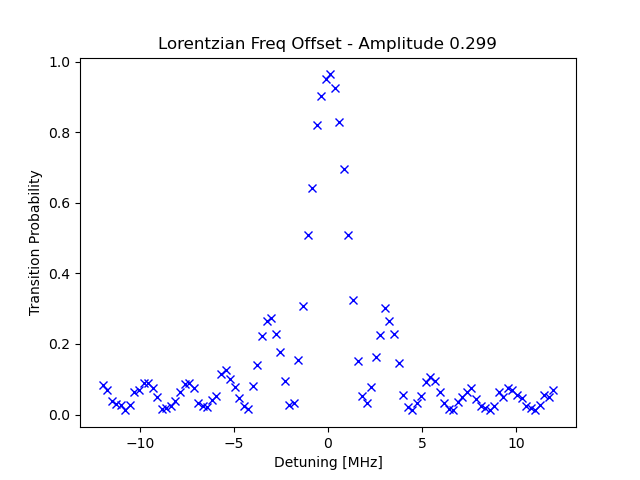 Lorentzian Freq Offset - Amplitude 0.299
1.0
0.8
0.6
0.4
0.2
0.0
Transition Probability
−10 −5 0 5 10
Detuning [MHz]